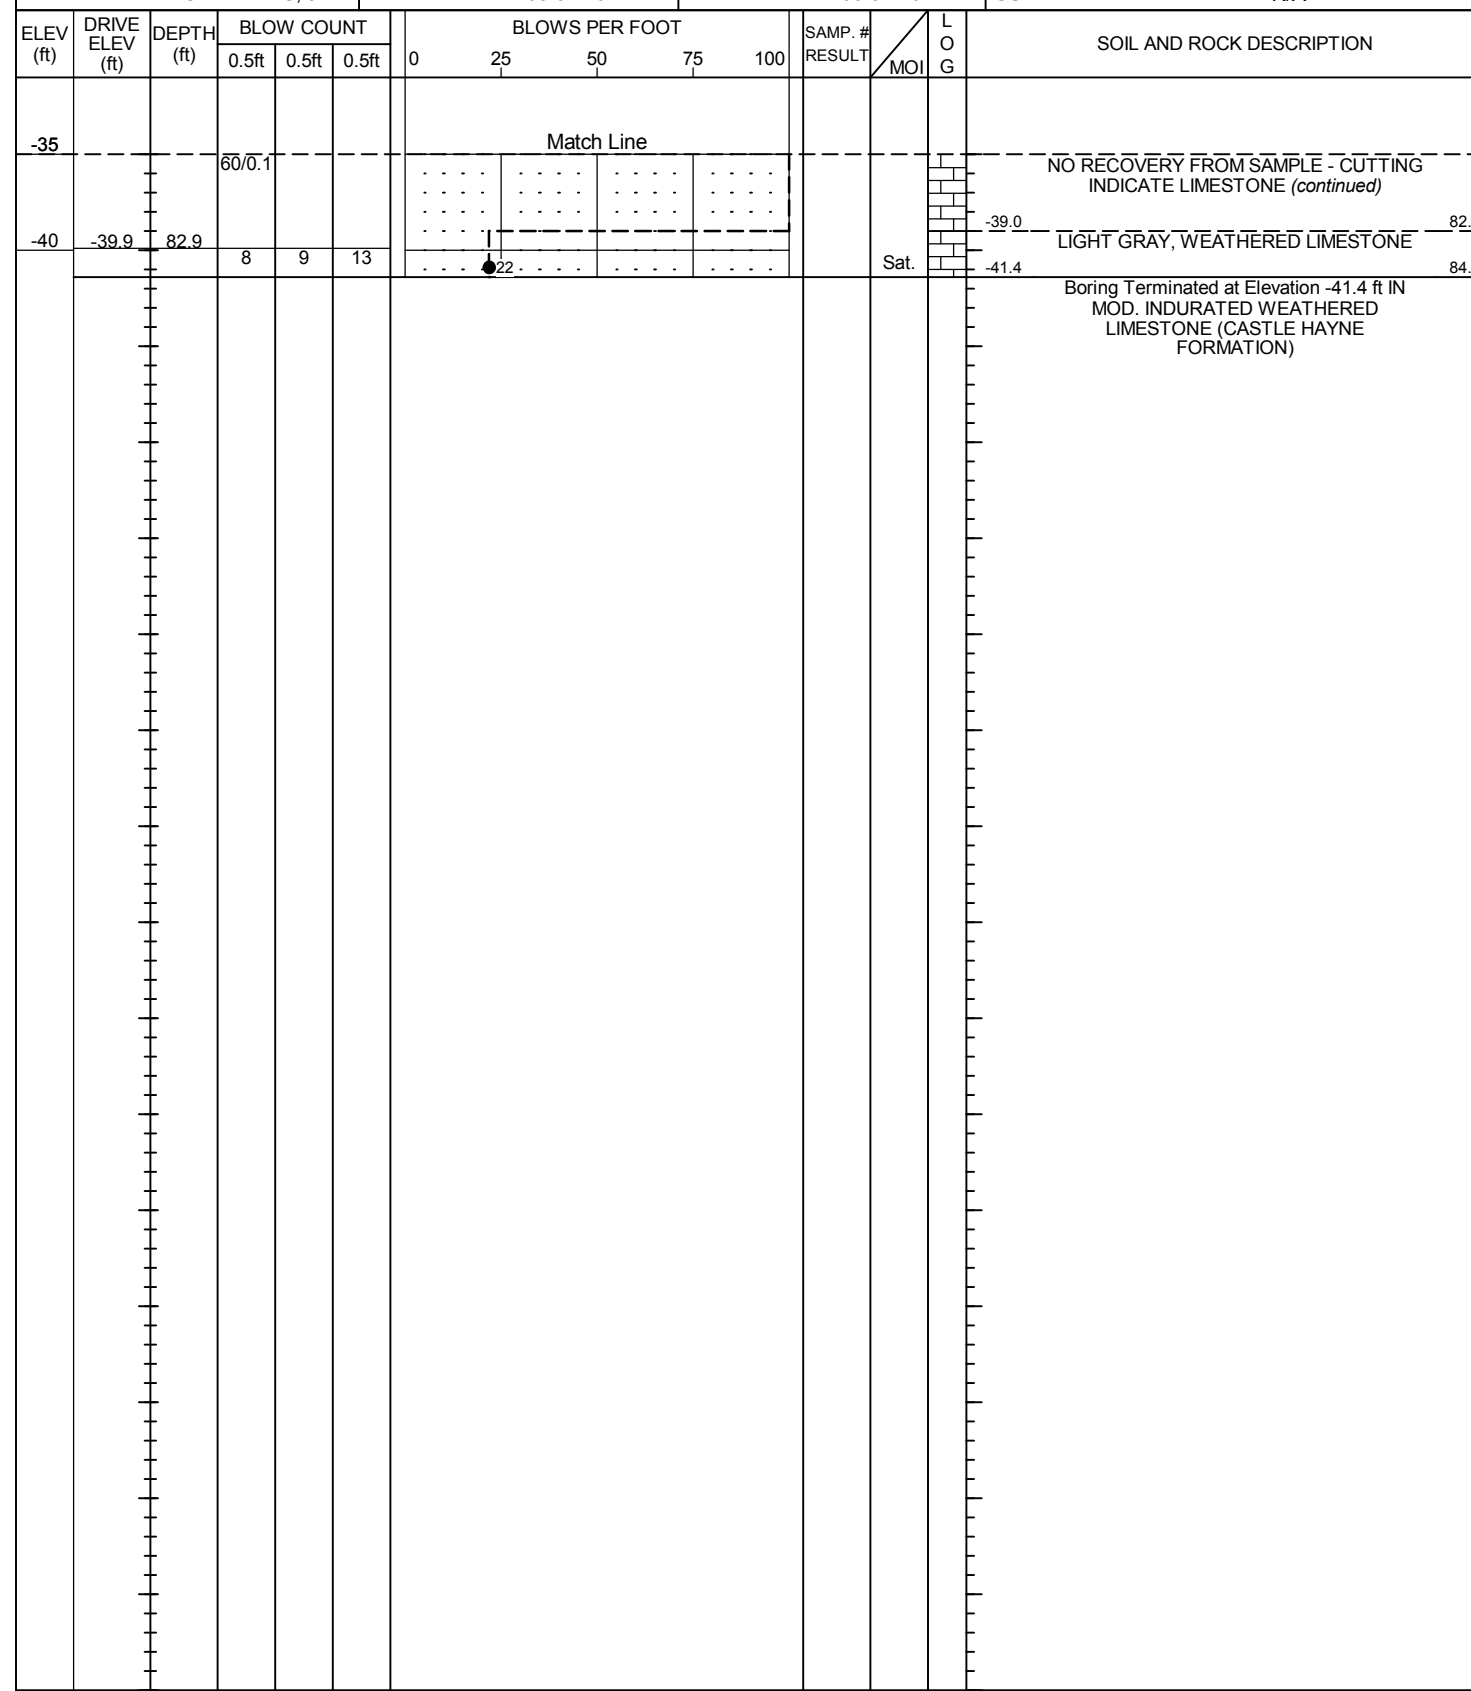 ELEV (ft)
DRIVE ELEV (ft)
DEPTH (ft)
BLOW COUNT
0.5ft 0.5ft 0.5ft
BLOWS PER FOOT
0 25 50 75 100
SAMP. # RESULT
MOI
L O G
SOIL AND ROCK DESCRIPTION
-35
Match Line
60/0.1
NO RECOVERY FROM SAMPLE - CUTTING
INDICATE LIMESTONE (continued)
-39.0 82.
-40 -39.9 82.9
LIGHT GRAY, WEATHERED LIMESTONE
8 9 13
22
Sat.
-41.4 84.
Boring Terminated at Elevation -41.4 ft IN
MOD. INDURATED WEATHERED
LIMESTONE (CASTLE HAYNE
FORMATION)